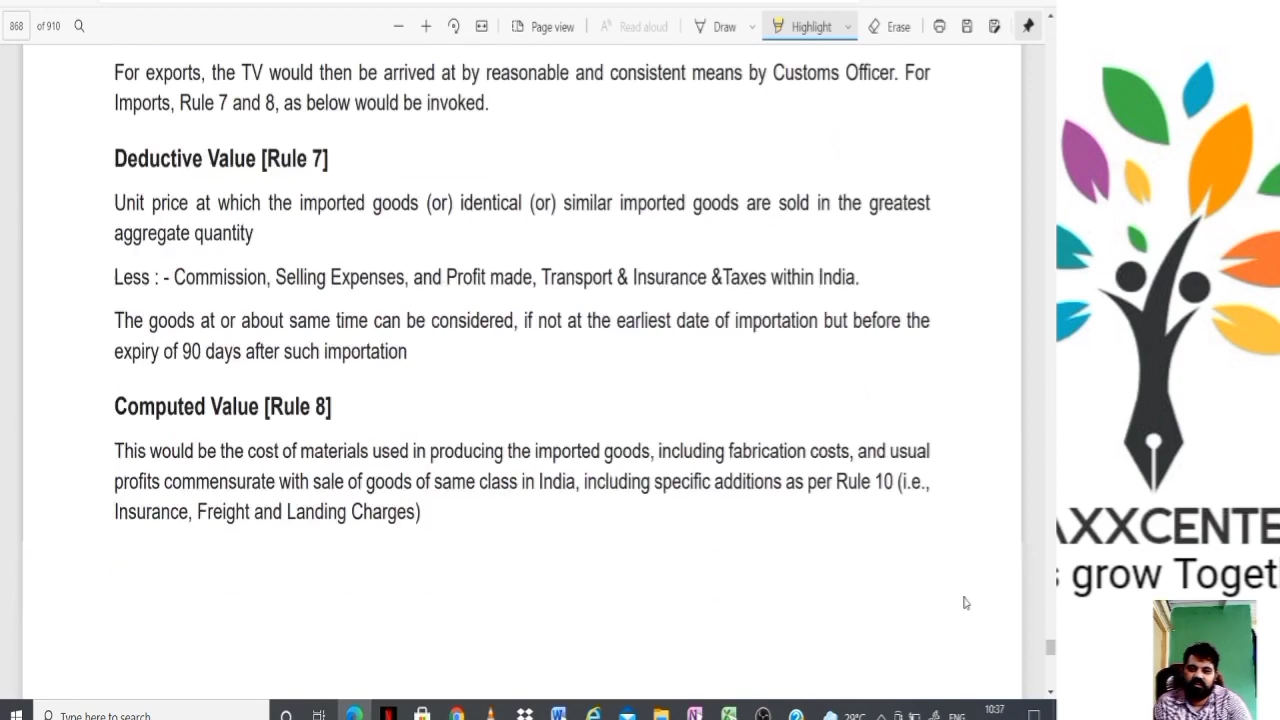 868 of 910 Page view Read aloud Draw Highlight Erase
For exports, the TV would then be arrived at by reasonable and consistent means by Customs Officer. For
Imports, Rule 7 and 8, as below would be invoked.
Deductive Value [Rule 7]
Unit price at which the imported goods (or) identical (or) similar imported goods are sold in the greatest
aggregate quantity
Less : - Commission, Selling Expenses, and Profit made, Transport & Insurance &Taxes within India.
The goods at or about same time can be considered, if not at the earliest date of importation but before the
expiry of 90 days after such importation
Computed Value [Rule 8]
This would be the cost of materials used in producing the imported goods, including fabrication costs, and usual
profits commensurate with sale of goods of same class in India, including specific additions as per Rule 10 (i.e.,
Insurance, Freight and Landing Charges)
AXXCENTE
s grow Togeth
Type here to search 29°C ENG 10:37